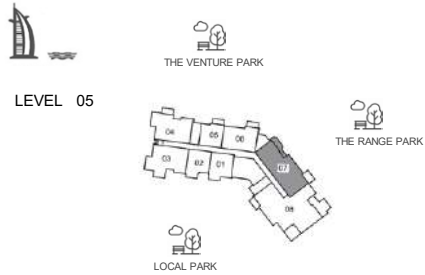 THE VENTURE PARK
LEVEL 05
THE RANGE PARK
04
05
06
03
02
01
07
08
LOCAL PARK